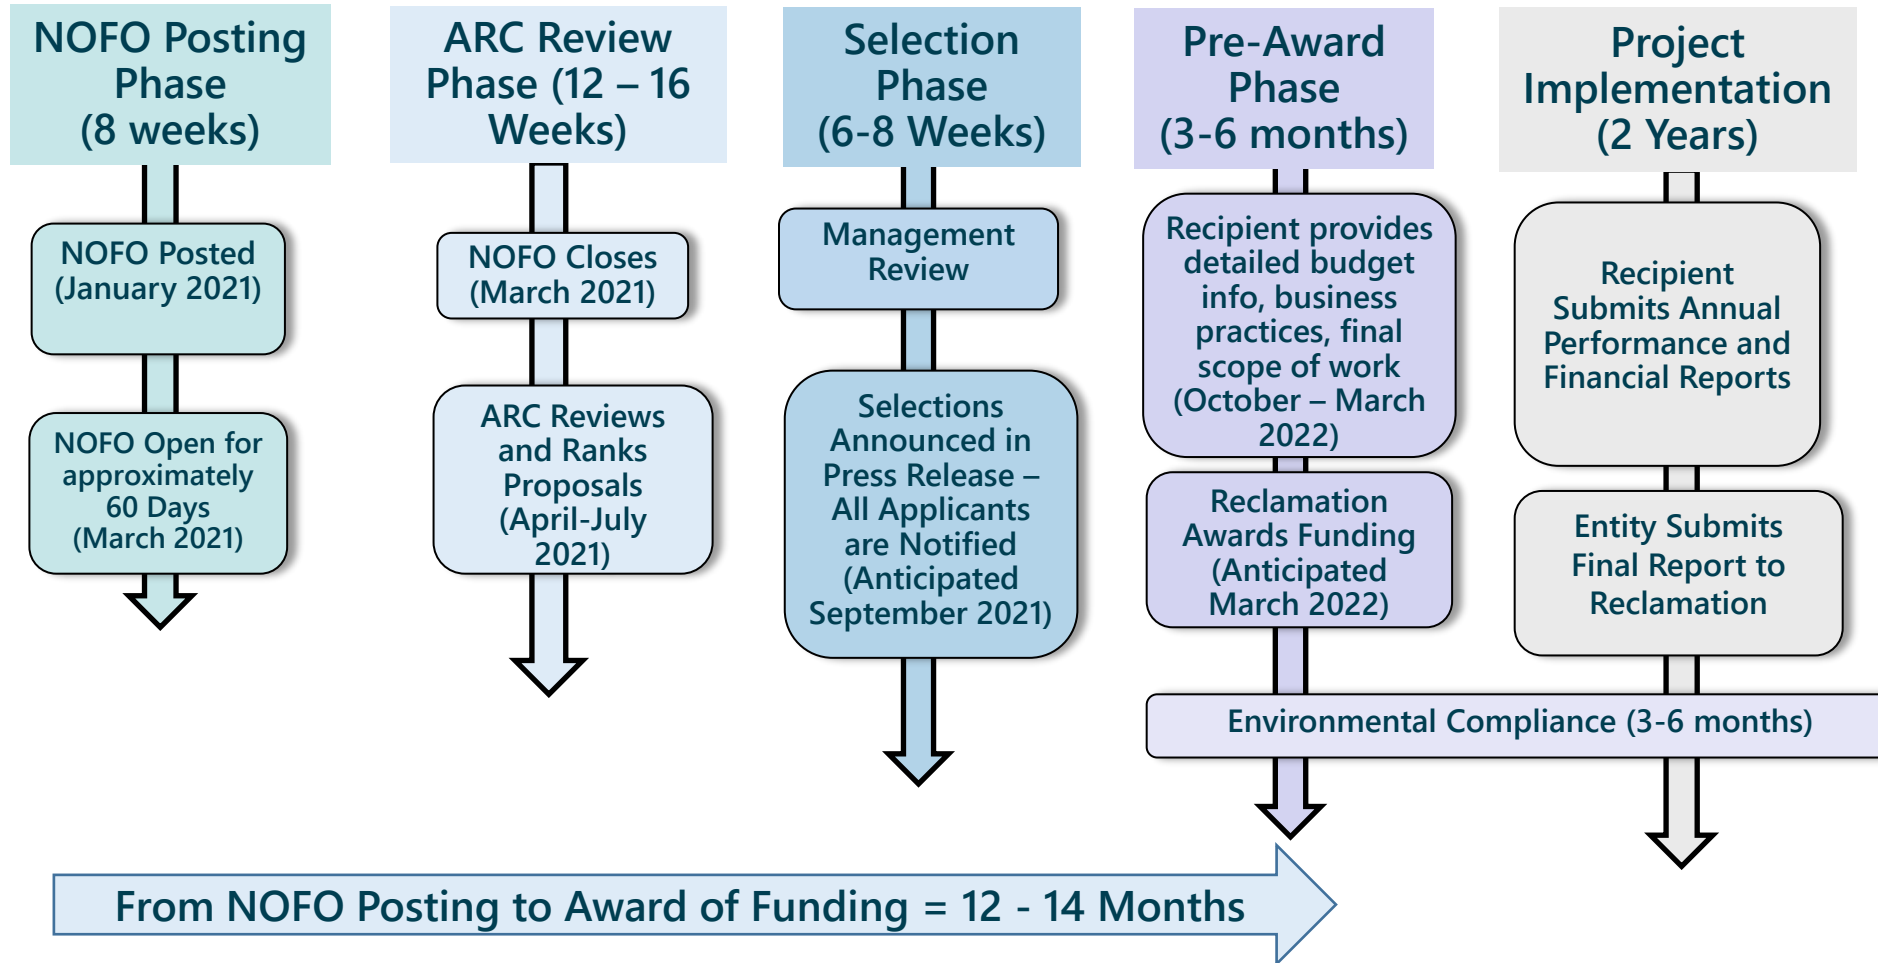 NOFO Posting
Phase
(8 weeks)
NOFO Posted
(January 2021)
NOFO Open for
approximately
60 Days
(March 2021)
ARC Review
Phase (12 – 16
Weeks)
NOFO Closes
(March 2021)
ARC Reviews
and Ranks
Proposals
(April-July
2021)
Selection
Phase
(6-8 Weeks)
Management
Review
Selections
Announced in
Press Release –
All Applicants
are Notified
(Anticipated
September 2021)
Pre-Award
Phase
(3-6 months)
Recipient provides
detailed budget
info, business
practices, final
scope of work
(October – March
2022)
Reclamation
Awards Funding
(Anticipated
March 2022)
Project
Implementation
(2 Years)
Recipient
Submits Annual
Performance and
Financial Reports
Entity Submits
Final Report to
Reclamation
Environmental Compliance (3-6 months)
From NOFO Posting to Award of Funding = 12 - 14 Months